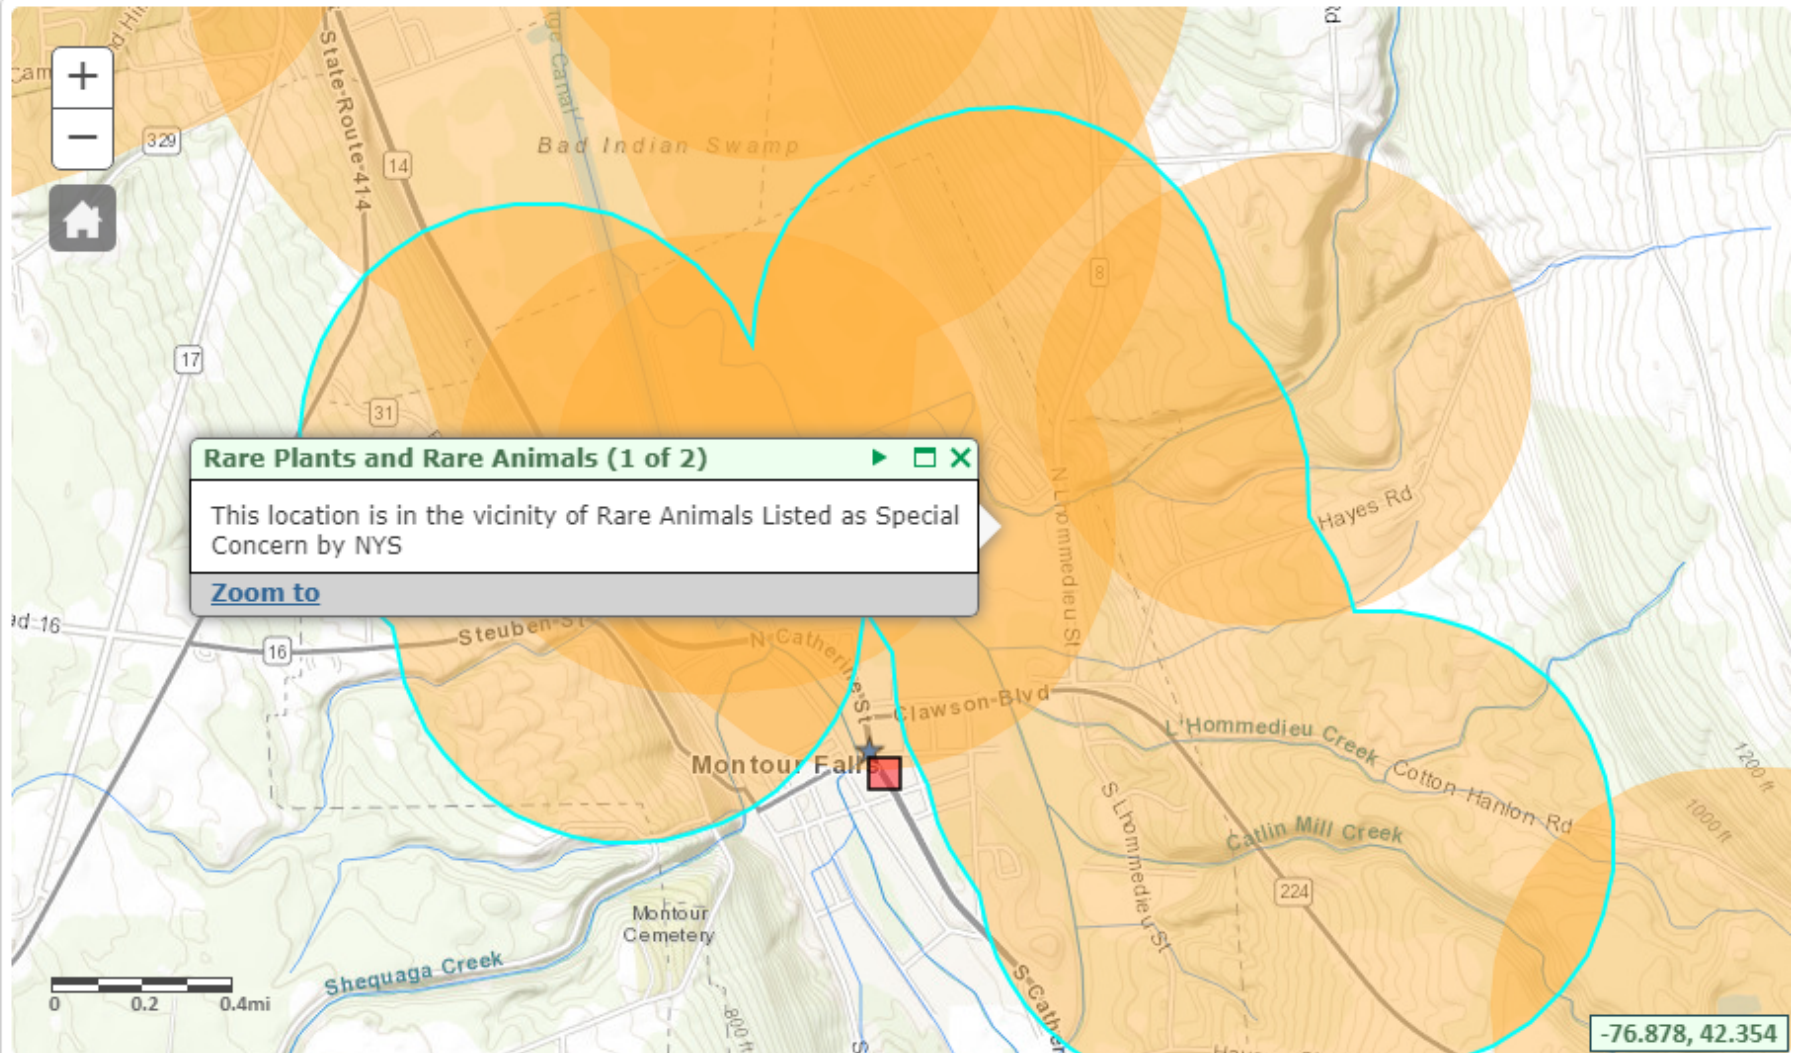 State Route 414
329
14
Bad Indian Swamp
8
17
31
Rare Plants and Rare Animals (1 of 2)
This location is in the vicinity of Rare Animals Listed as Special
Concern by NYS
Zoom to
N Lhommedieu St
Hayes Rd
16
Steuben St
N Catherine St
Clawson Blvd
L'Hommedieu Creek
Montour Falls
Cotton Hanlon Rd
1200 ft
1000 ft
S Lhommedieu St
Catlin Mill Creek
224
Montour
Cemetery
Shequaga Creek
800 ft
0 0.2 0.4mi
-76.878, 42.354